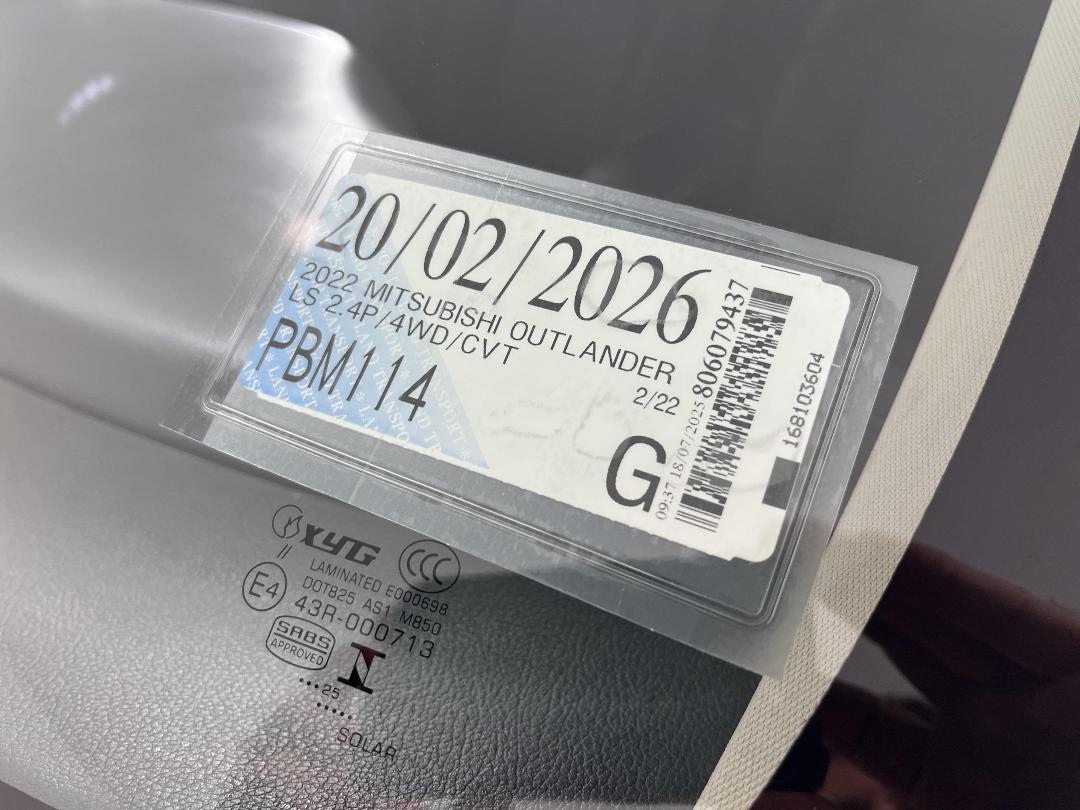 20/02/2026
2022 MITSUBISHI OUTLANDER
LS 2.4P/4WD/CVT
2/22
PBM114
G
09:37 18/07/2025 806079437
168103604
XYG
CCC
LAMINATED E000698
DOT825 AS1 M850
E4
43R-000713
SABS
APPROVED
•••25
•••••
SOLAR